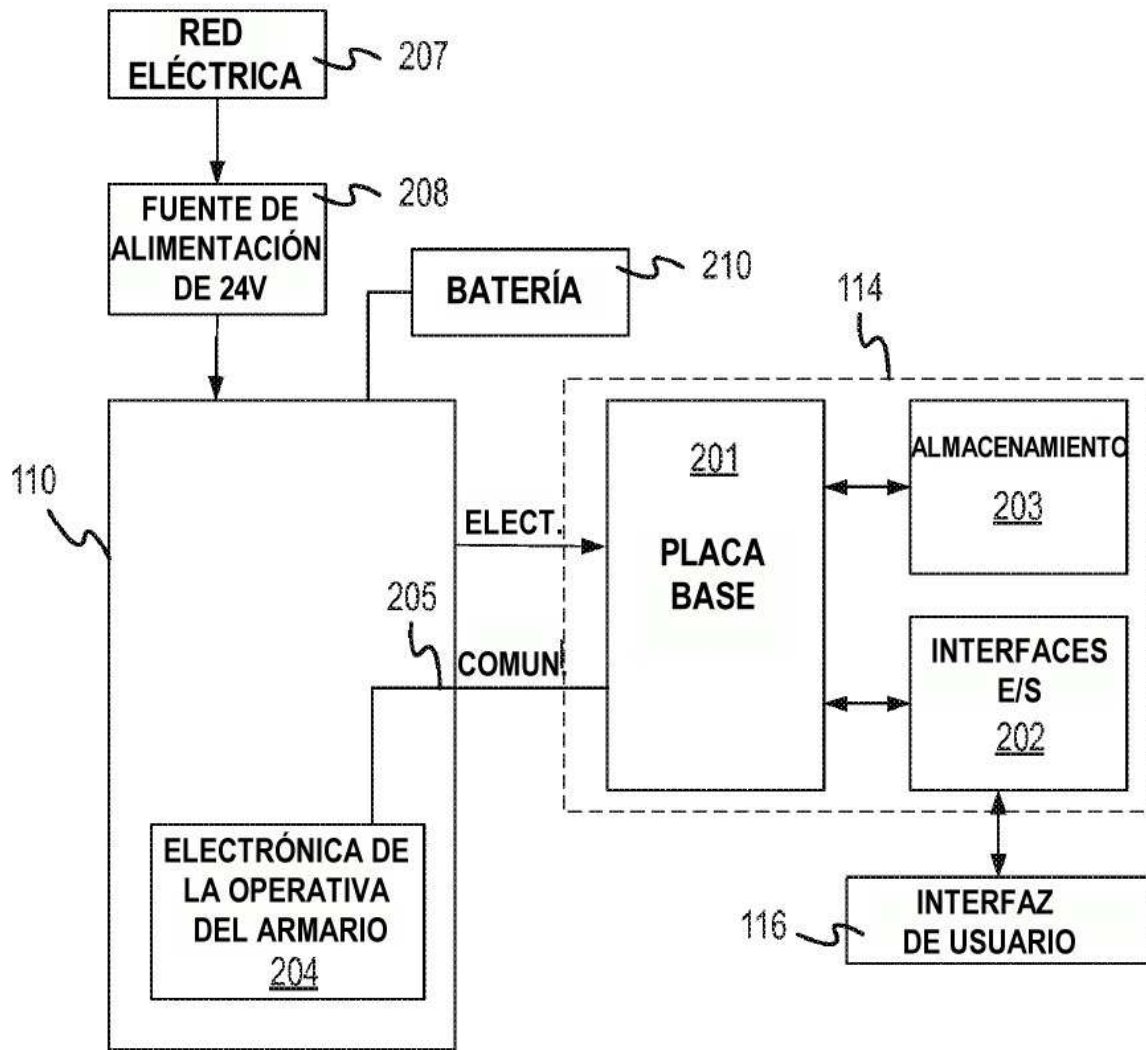 RED
ELÉCTRICA
207
FUENTE DE
ALIMENTACIÓN
DE 24V
208
BATERÍA
210
114
110
ELECT.
205
COMUN.
201
PLACA
BASE
ALMACENAMIENTO
203
INTERFACES
E/S
202
ELECTRÓNICA DE
LA OPERATIVA
DEL ARMARIO
204
116
INTERFAZ
DE USUARIO